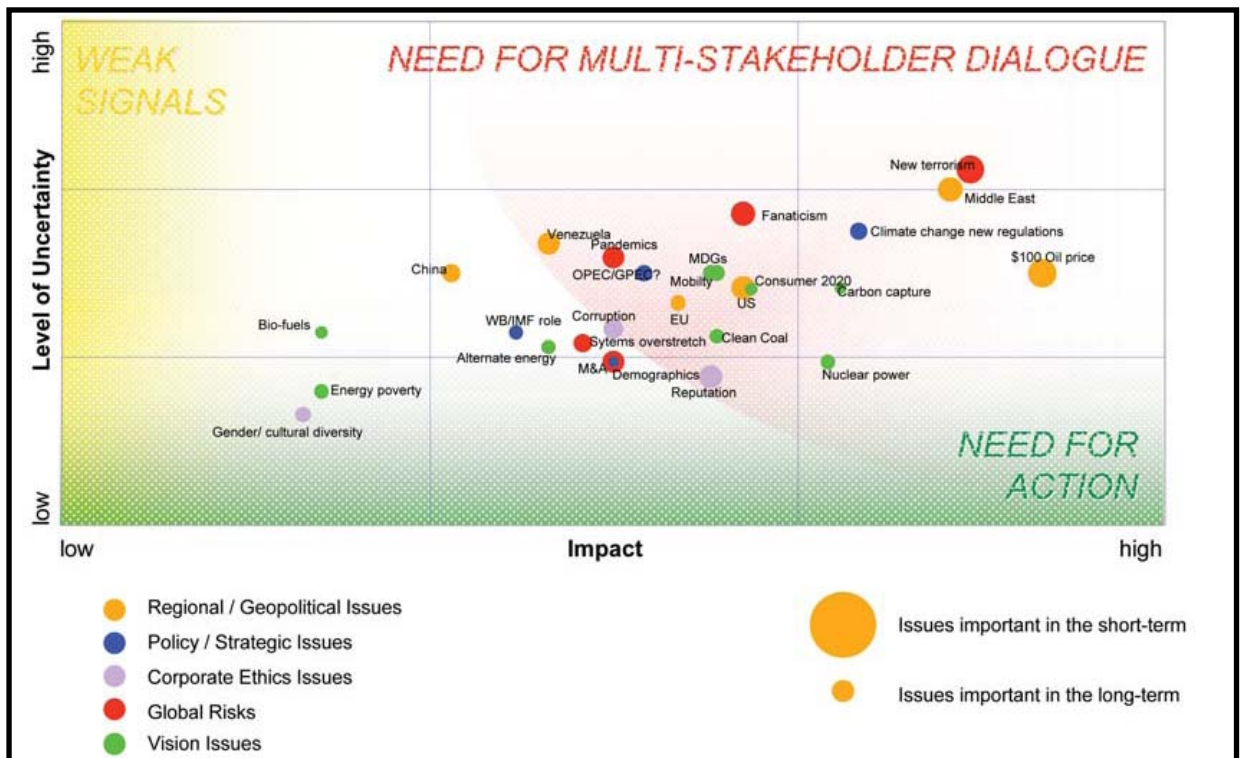 high
WEAK
SIGNALS
NEED FOR MULTI-STAKEHOLDER DIALOGUE
Level of Uncertainty
New terrorism
Middle East
Fanaticism
Climate change new regulations
Venezuela
Pandemics
$100 Oil price
China
OPEC/GPEC?
MDGs
Mobilty
Consumer 2020
Carbon capture
US
EU
Bio-fuels
WB/IMF role
Corruption
Sytems overstretch
Clean Coal
Alternate energy
M&A
Demographics
Nuclear power
Energy poverty
Reputation
Gender/ cultural diversity
NEED FOR
ACTION
low
low
Impact
high
Regional / Geopolitical Issues
Policy / Strategic Issues
Corporate Ethics Issues
Global Risks
Vision Issues
Issues important in the short-term
Issues important in the long-term